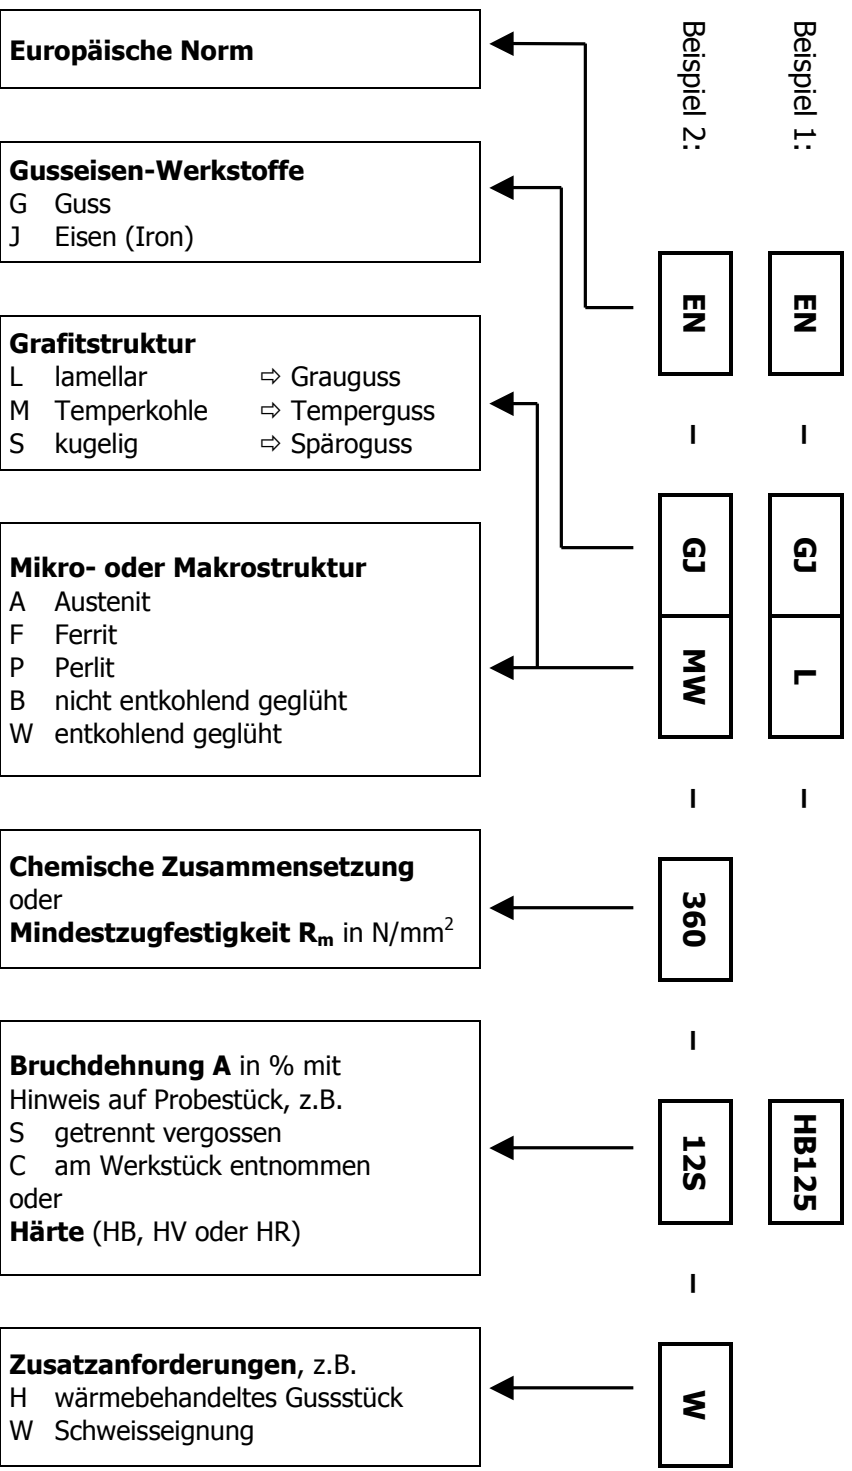 Europäische Norm
Gusseisen-Werkstoffe
G Guss
J Eisen (Iron)
Grafitstruktur
L lamellar ⇨ Grauguss
M Temperkohle ⇨ Temperguss
S kugelig ⇨ Späroguss
Mikro- oder Makrostruktur
A Austenit
F Ferrit
P Perlit
B nicht entkohlend geglüht
W entkohlend geglüht
Chemische Zusammensetzung
oder
Mindestzugfestigkeit Rm in N/mm²
Bruchdehnung A in % mit
Hinweis auf Probestück, z.B.
S getrennt vergossen
C am Werkstück entnommen
oder
Härte (HB, HV oder HR)
Zusatzanforderungen, z.B.
H wärmebehandeltes Gussstück
W Schweisseignung
Beispiel 1: EN – GJ L – HB125
Beispiel 2: EN – GJ MW – 360 – 12S – W